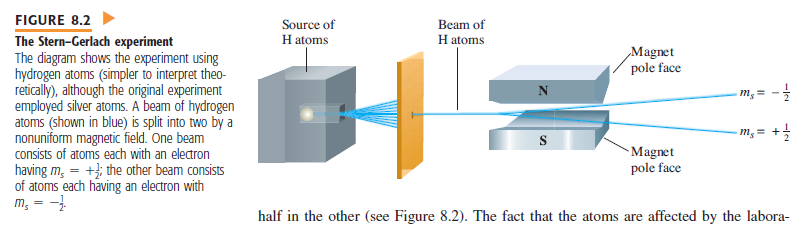 FIGURE 8.2
The Stern–Gerlach experiment
The diagram shows the experiment using
hydrogen atoms (simpler to interpret theo-
retically), although the original experiment
employed silver atoms. A beam of hydrogen
atoms (shown in blue) is split into two by a
nonuniform magnetic field. One beam
consists of atoms each with an electron
having mₛ = +½; the other beam consists
of atoms each having an electron with
mₛ = −½.
Source of
H atoms
Beam of
H atoms
Magnet
pole face
N
mₛ = −½
S
mₛ = +½
Magnet
pole face
half in the other (see Figure 8.2). The fact that the atoms are affected by the labora-